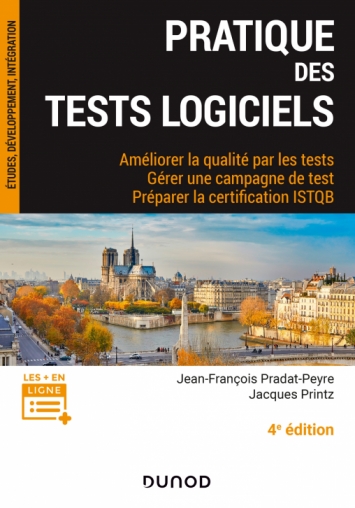 ÉTUDES, DÉVELOPPEMENT, INTÉGRATION
PRATIQUE
DES
TESTS LOGICIELS
Améliorer la qualité par les tests
Gérer une campagne de test
Préparer la certification ISTQB
LES + EN
LIGNE
Jean-François Pradat-Peyre
Jacques Printz
4e édition
DUNOD